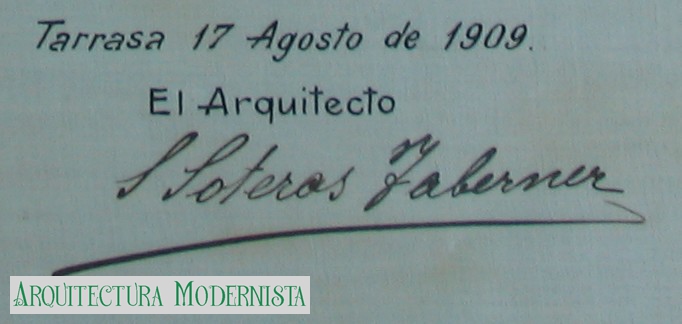 Tarrasa 17 Agosto de 1909.
El Arquitecto
S Soteras Taberner
ARQUITECTURA MODERNISTA